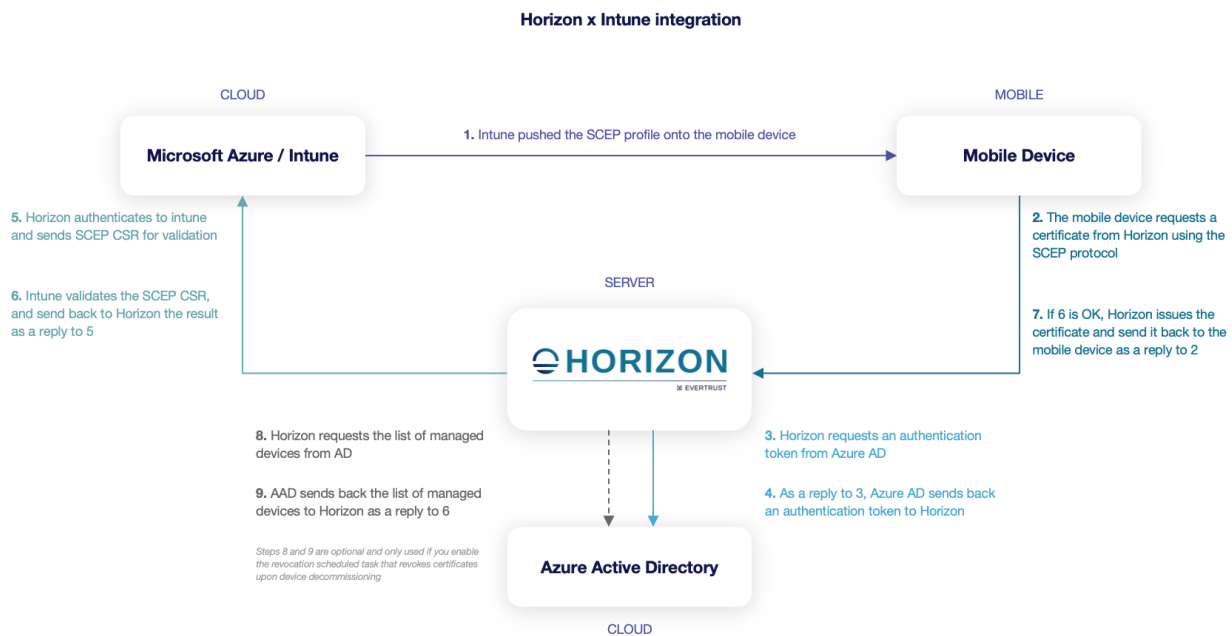 Horizon x Intune integration
CLOUD
MOBILE
Microsoft Azure / Intune
1. Intune pushed the SCEP profile onto the mobile device
Mobile Device
5. Horizon authenticates to intune
and sends SCEP CSR for validation
6. Intune validates the SCEP CSR,
and send back to Horizon the result
as a reply to 5
2. The mobile device requests a
certificate from Horizon using the
SCEP protocol
7. If 6 is OK, Horizon issues the
certificate and send it back to the
mobile device as a reply to 2
SERVER
HORIZON
EVERTRUST
8. Horizon requests the list of managed
devices from AD
9. AAD sends back the list of managed
devices to Horizon as a reply to 6
Steps 8 and 9 are optional and only used if you enable
the revocation scheduled task that revokes certificates
upon device decommissioning
3. Horizon requests an authentication
token from Azure AD
4. As a reply to 3, Azure AD sends back
an authentication token to Horizon
Azure Active Directory
CLOUD